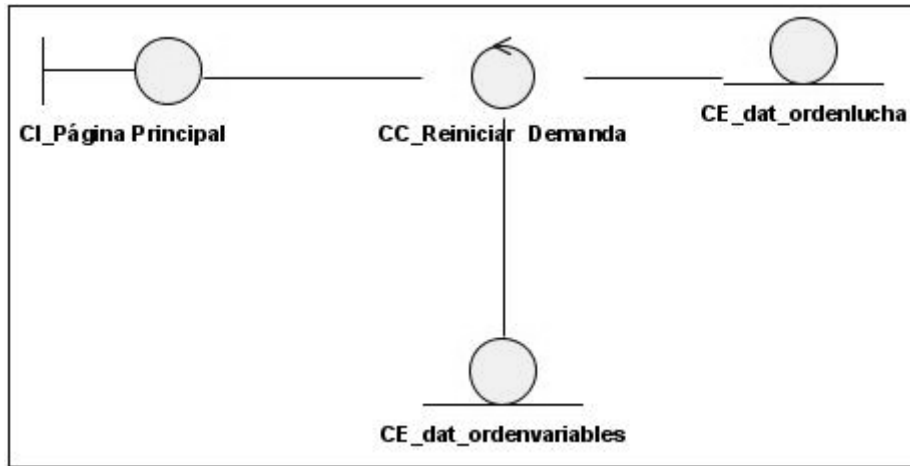 CE_dat_ordenlucha
CI_Página Principal
CC_Reiniciar Demanda
CE_dat_ordenvariables